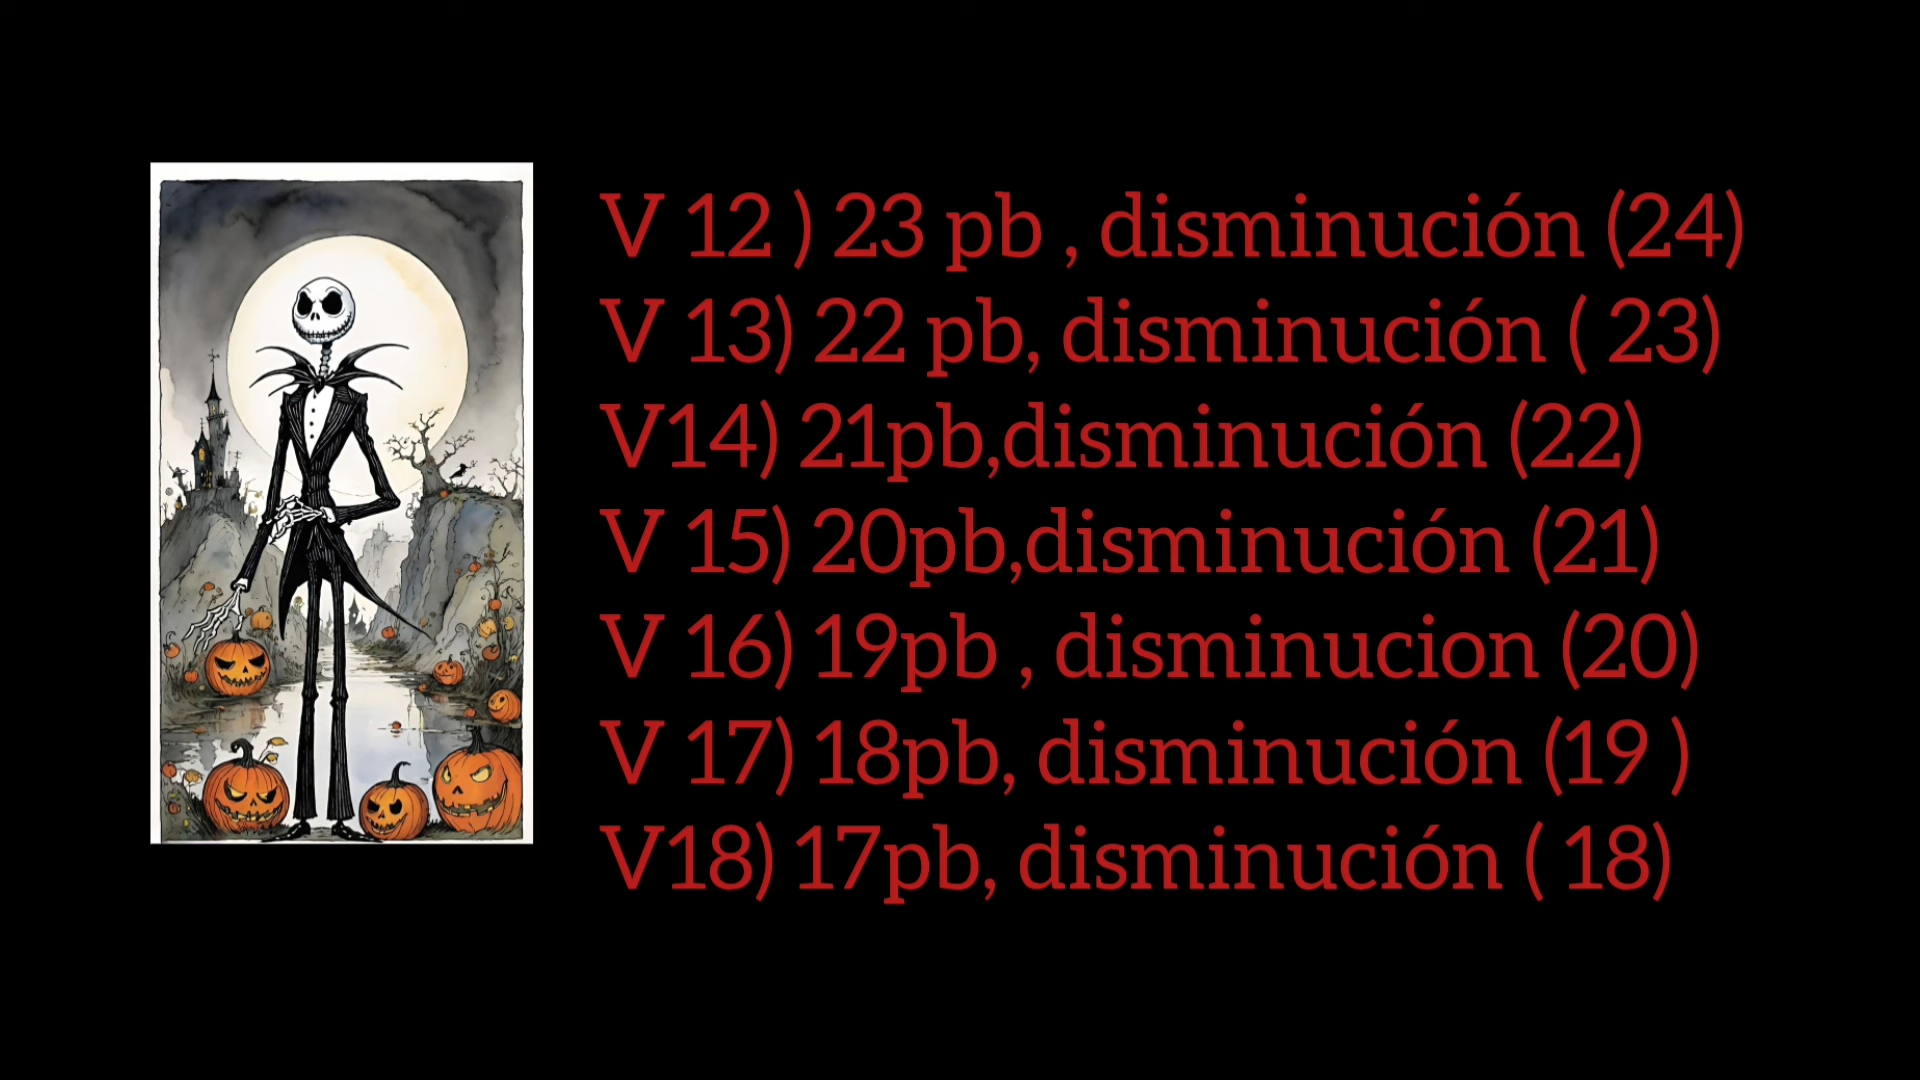 V 12 ) 23 pb , disminución (24)
V 13) 22 pb, disminución ( 23)
V14) 21pb,disminución (22)
V 15) 20pb,disminución (21)
V 16) 19pb , disminucion (20)
V 17) 18pb, disminución (19 )
V18) 17pb, disminución ( 18)